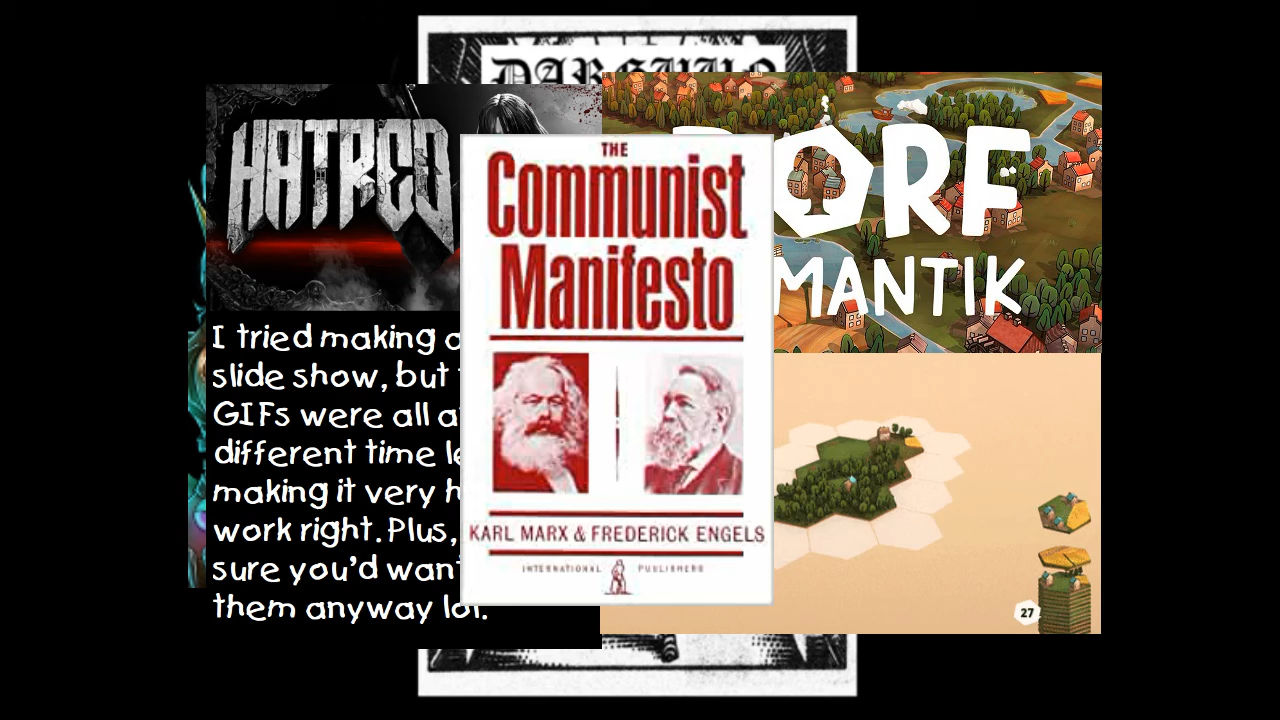 HATRED
I tried making
slide show, but
GIFs were all
different time
making it very
work right. Plus,
sure you'd want
them anyway lol.
THE
Communist
Manifesto
KARL MARX & FREDERICK ENGELS
INTERNATIONAL PUBLISHERS
ORF
MANTIK
27